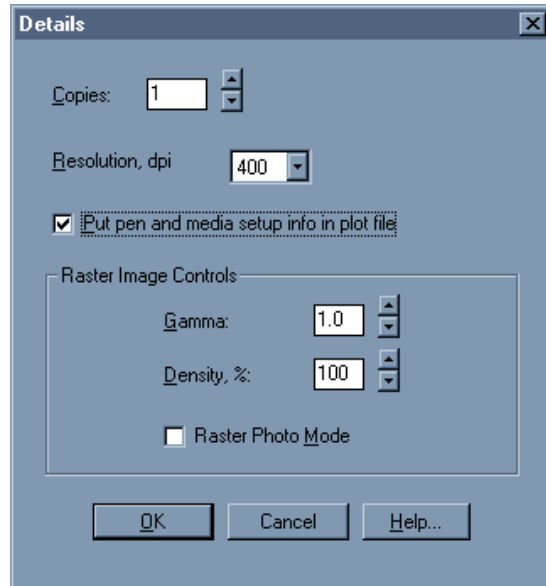 Details
Copies: 1
Resolution, dpi 400
Put pen and media setup info in plot file
Raster Image Controls
Gamma: 1.0
Density, %: 100
Raster Photo Mode
OK Cancel Help...